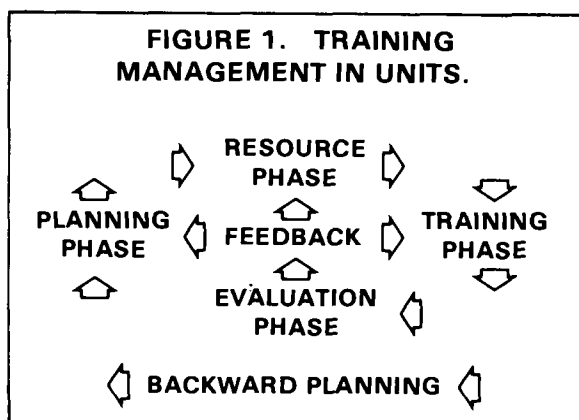 FIGURE 1. TRAINING
MANAGEMENT IN UNITS.
RESOURCE
PHASE
PLANNING
PHASE
FEEDBACK
TRAINING
PHASE
EVALUATION
PHASE
BACKWARD PLANNING